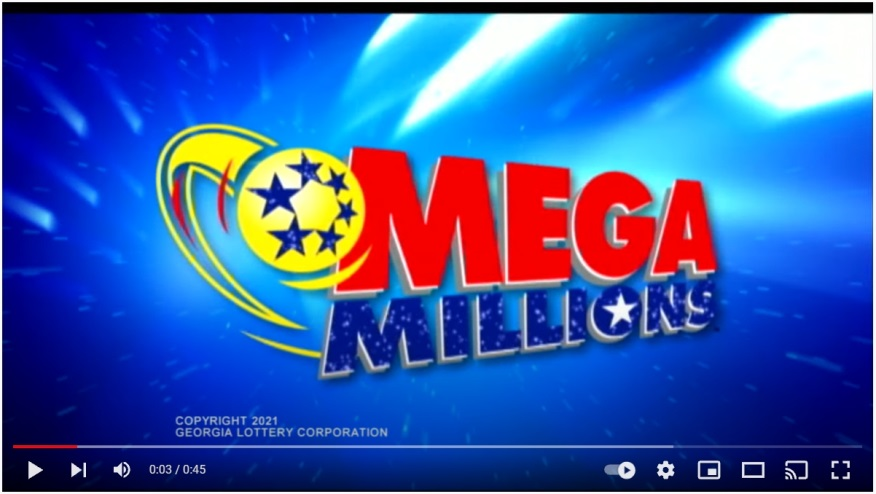 MEGA
MILLIONS
COPYRIGHT 2021
GEORGIA LOTTERY CORPORATION
0:03 / 0:45